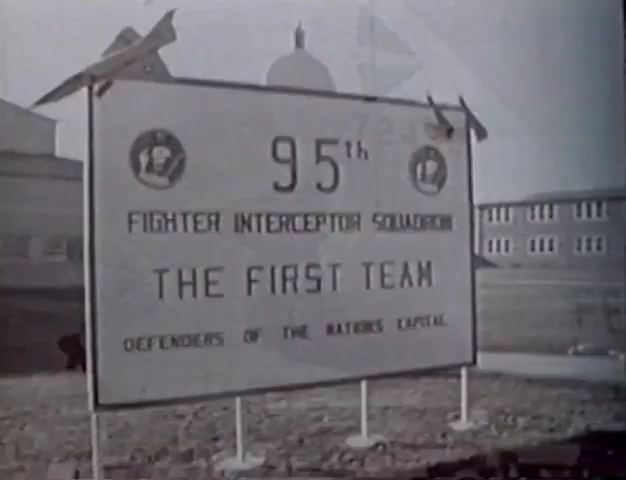 95th
FIGHTER INTERCEPTOR SQUADRON
THE FIRST TEAM
DEFENDERS OF THE NATIONS CAPITAL